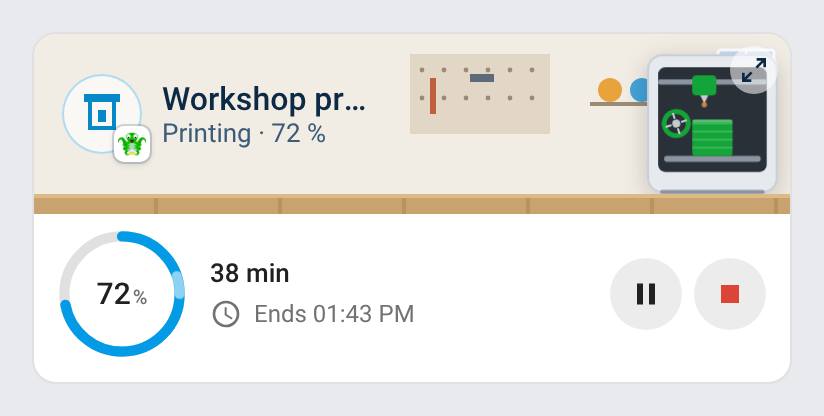 Workshop pr…
Printing · 72 %
72%
38 min
Ends 01:43 PM